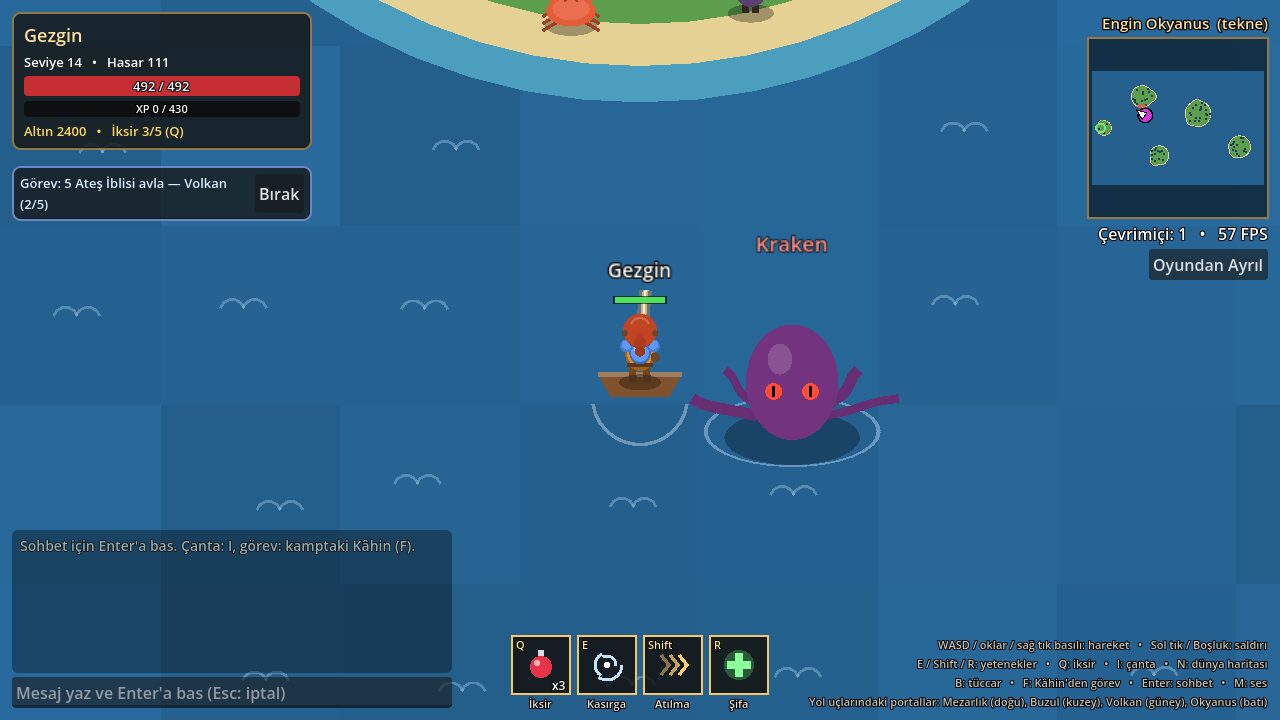 Gezgin
Seviye 14 • Hasar 111
492 / 492
XP 0 / 430
Altın 2400 • İksir 3/5 (Q)
Görev: 5 Ateş İblisi avla — Volkan
(2/5)
Bırak
Engin Okyanus (tekne)
Çevrimiçi: 1 • 57 FPS
Oyundan Ayrıl
Kraken
Gezgin
Sohbet için Enter'a bas. Çanta: I, görev: kamptaki Kâhin (F).
Mesaj yaz ve Enter'a bas (Esc: iptal)
Q
x3
İksir
E
Kasırga
Shift
Atılma
R
Şifa
WASD / oklar / sağ tık basılı: hareket • Sol tık / Boşluk: saldırı
E / Shift / R: yetenekler • Q: iksir • I: çanta • N: dünya haritası
B: tüccar • F: Kâhin'den görev • Enter: sohbet • M: ses
Yol uçlarındaki portallar: Mezarlık (doğu), Buzul (kuzey), Volkan (güney), Okyanus (batı)